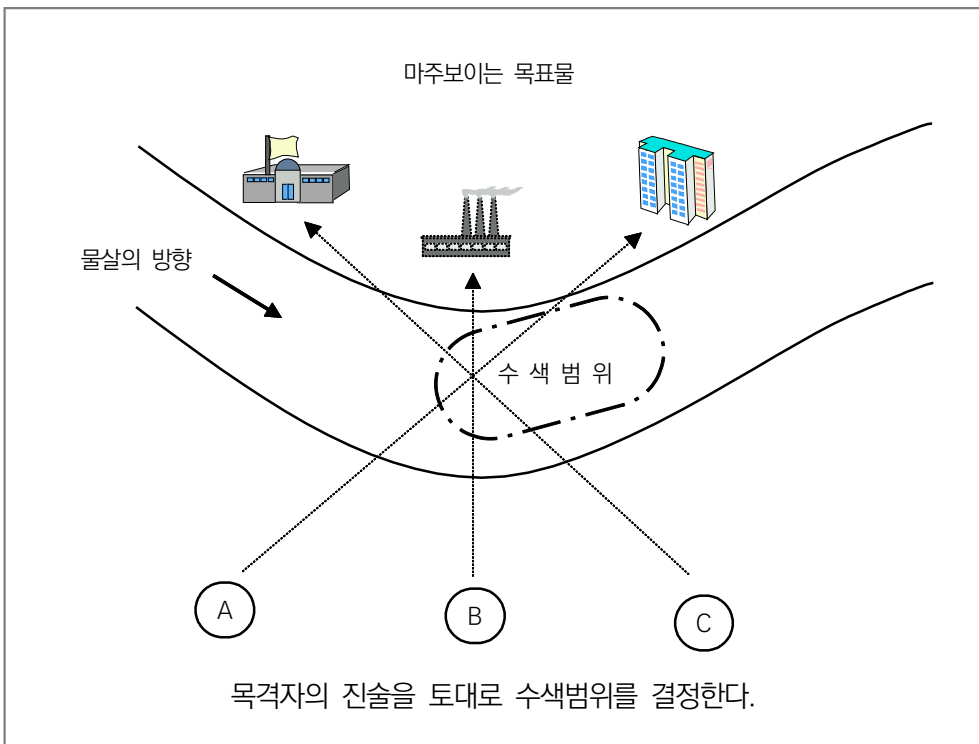 마주보이는 목표물
물살의 방향
수 색 범 위
A
B
C
목격자의 진술을 토대로 수색범위를 결정한다.